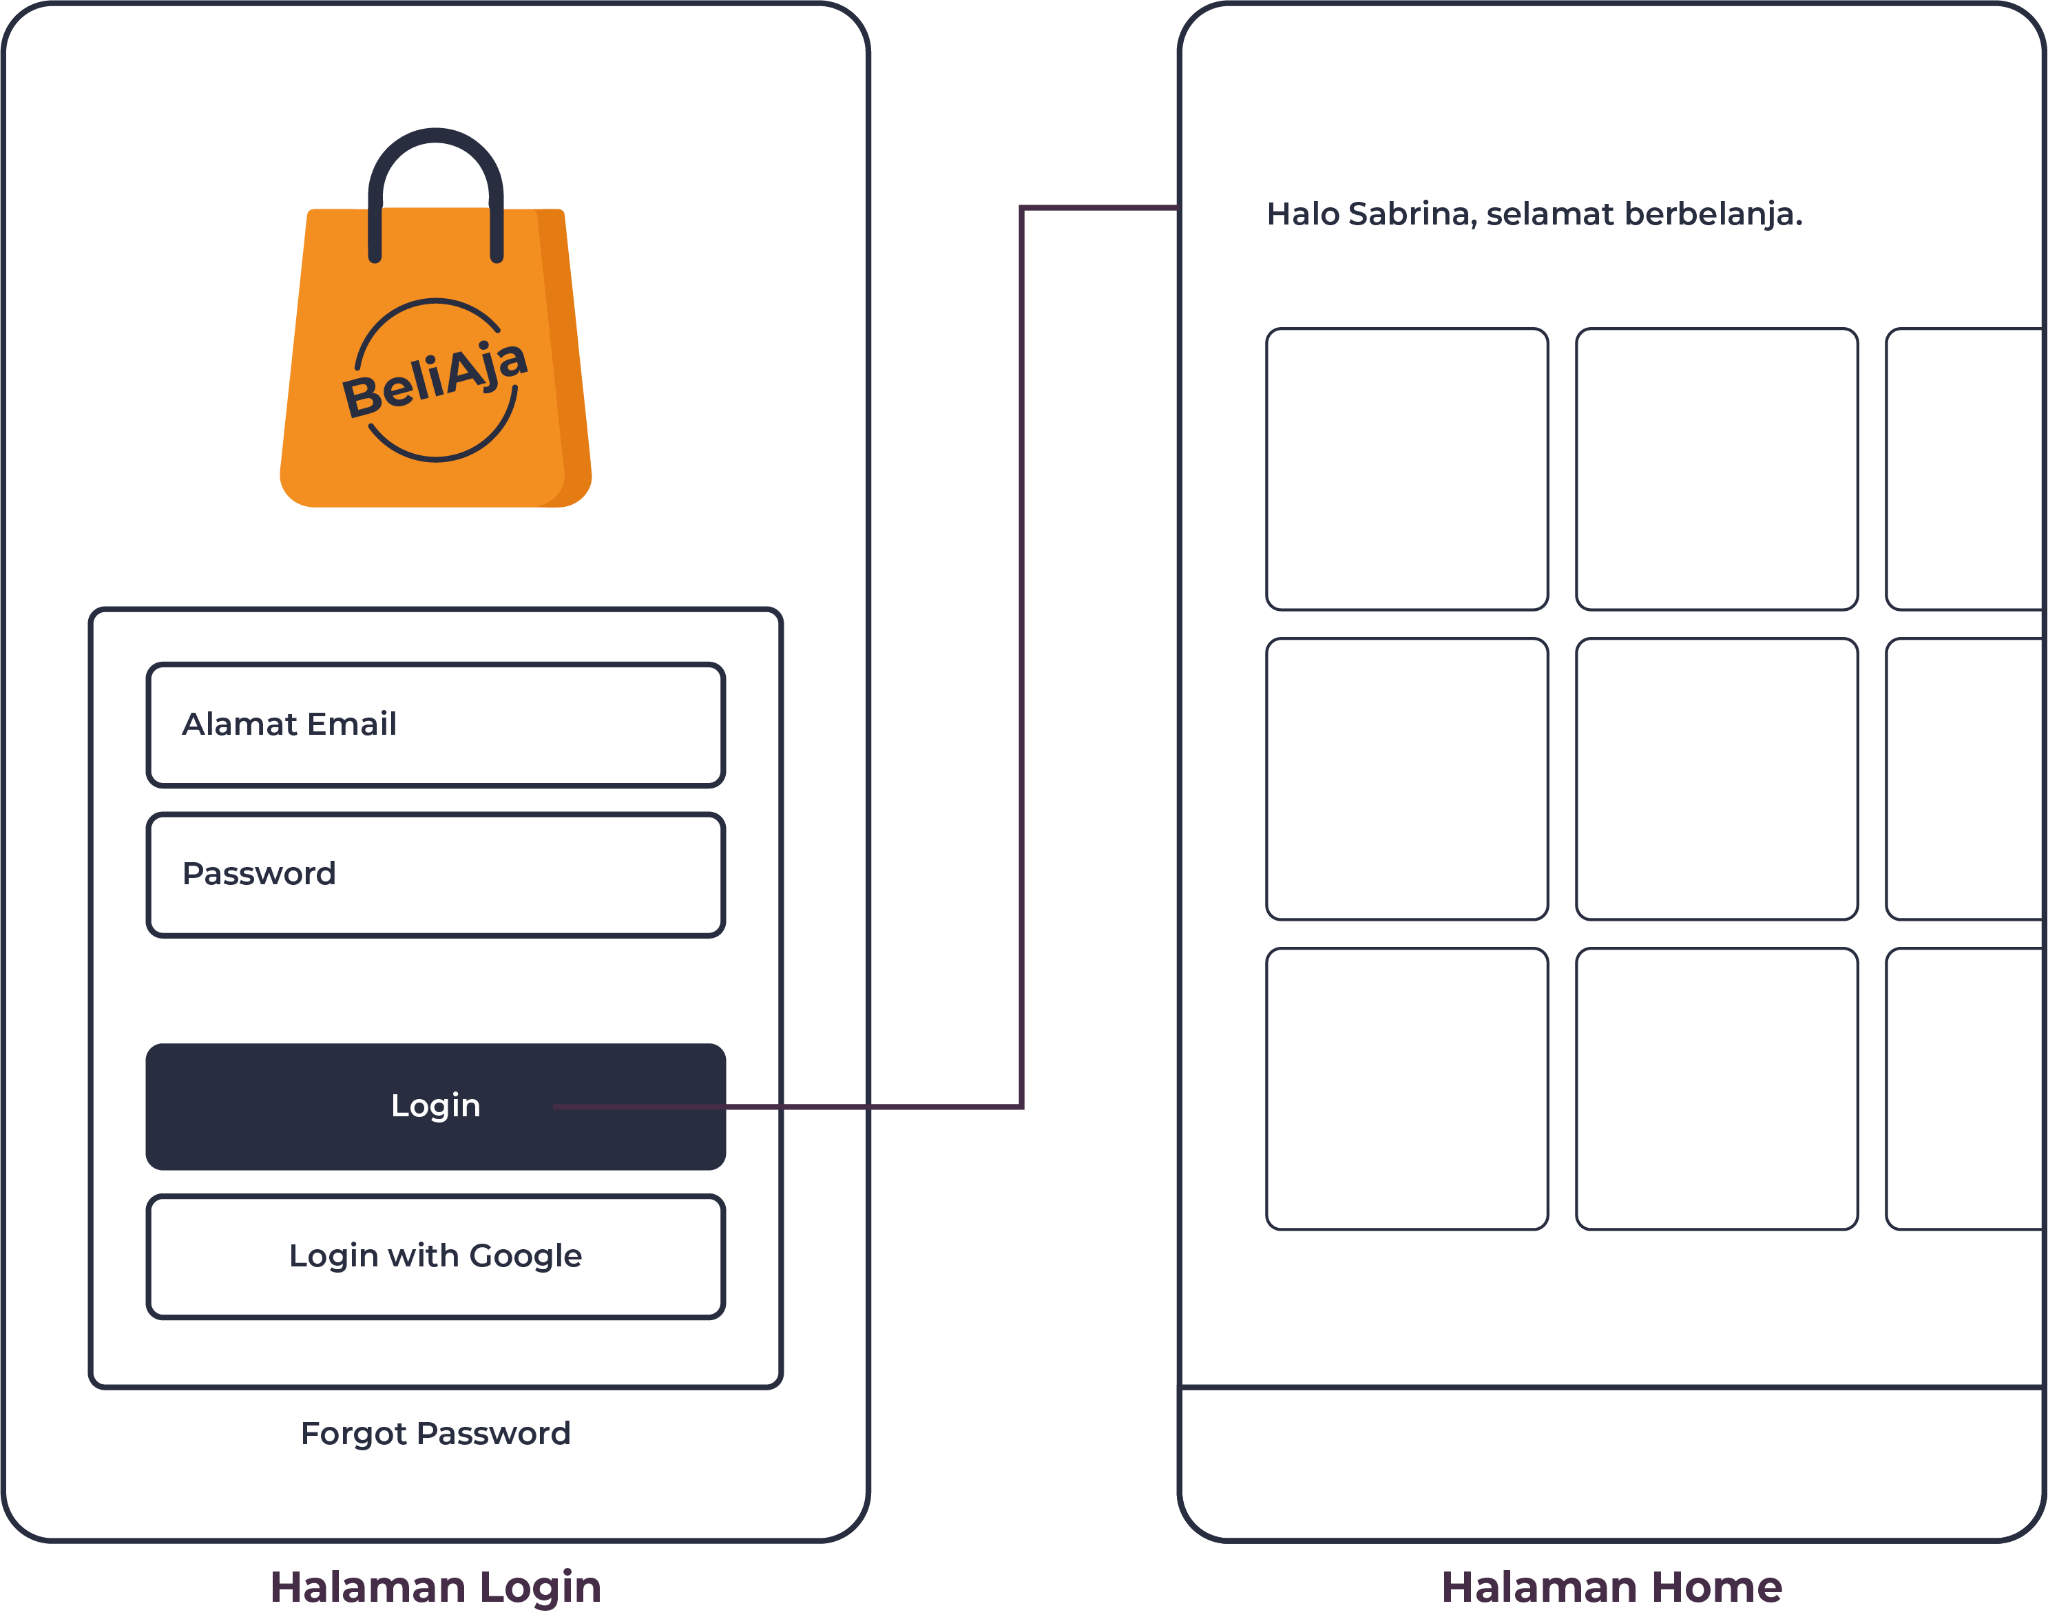 BeliAja
Alamat Email
Password
Login
Login with Google
Forgot Password
Halaman Login
Halo Sabrina, selamat berbelanja.
Halaman Home